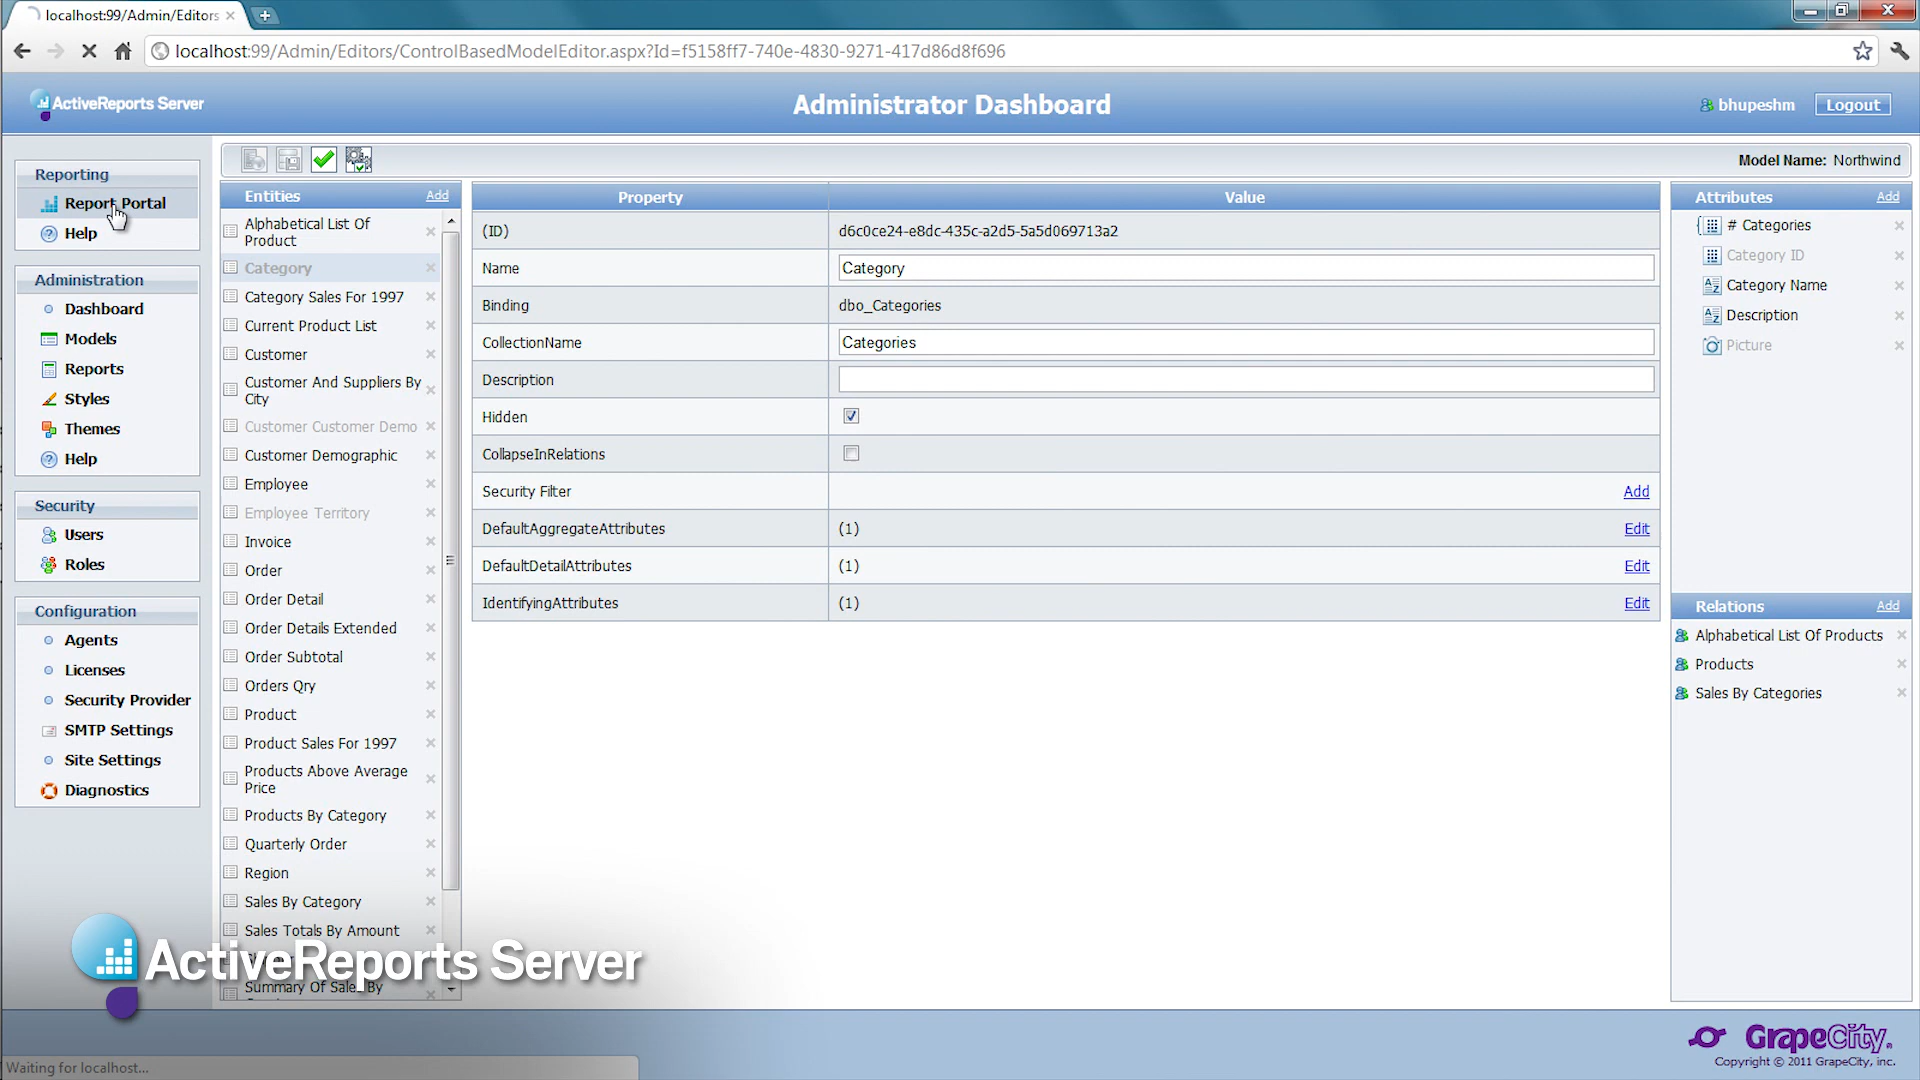 localhost:99/Admin/Editors
localhost:99/Admin/Editors/ControlBasedModelEditor.aspx?Id=f5158ff7-740e-4830-9271-417d86d8f696
ActiveReports Server
Administrator Dashboard
bhupeshm
Logout
Reporting
Report Portal
Help
Administration
Dashboard
Models
Reports
Styles
Themes
Help
Security
Users
Roles
Configuration
Agents
Licenses
Security Provider
SMTP Settings
Site Settings
Diagnostics
Model Name: Northwind
Entities Add
Alphabetical List Of
Product
Category
Category Sales For 1997
Current Product List
Customer
Customer And Suppliers By
City
Customer Customer Demo
Customer Demographic
Employee
Employee Territory
Invoice
Order
Order Detail
Order Details Extended
Order Subtotal
Orders Qry
Product
Product Sales For 1997
Products Above Average
Price
Products By Category
Quarterly Order
Region
Sales By Category
Sales Totals By Amount
Summary Of Sales By
Property Value
(ID) d6c0ce24-e8dc-435c-a2d5-5a5d069713a2
Name Category
Binding dbo_Categories
CollectionName Categories
Description
Hidden
CollapseInRelations
Security Filter Add
DefaultAggregateAttributes (1) Edit
DefaultDetailAttributes (1) Edit
IdentifyingAttributes (1) Edit
Attributes Add
# Categories
Category ID
Category Name
Description
Picture
Relations Add
Alphabetical List Of Products
Products
Sales By Categories
ActiveReports Server
GrapeCity
Copyright © 2011 GrapeCity, inc.
Waiting for localhost...